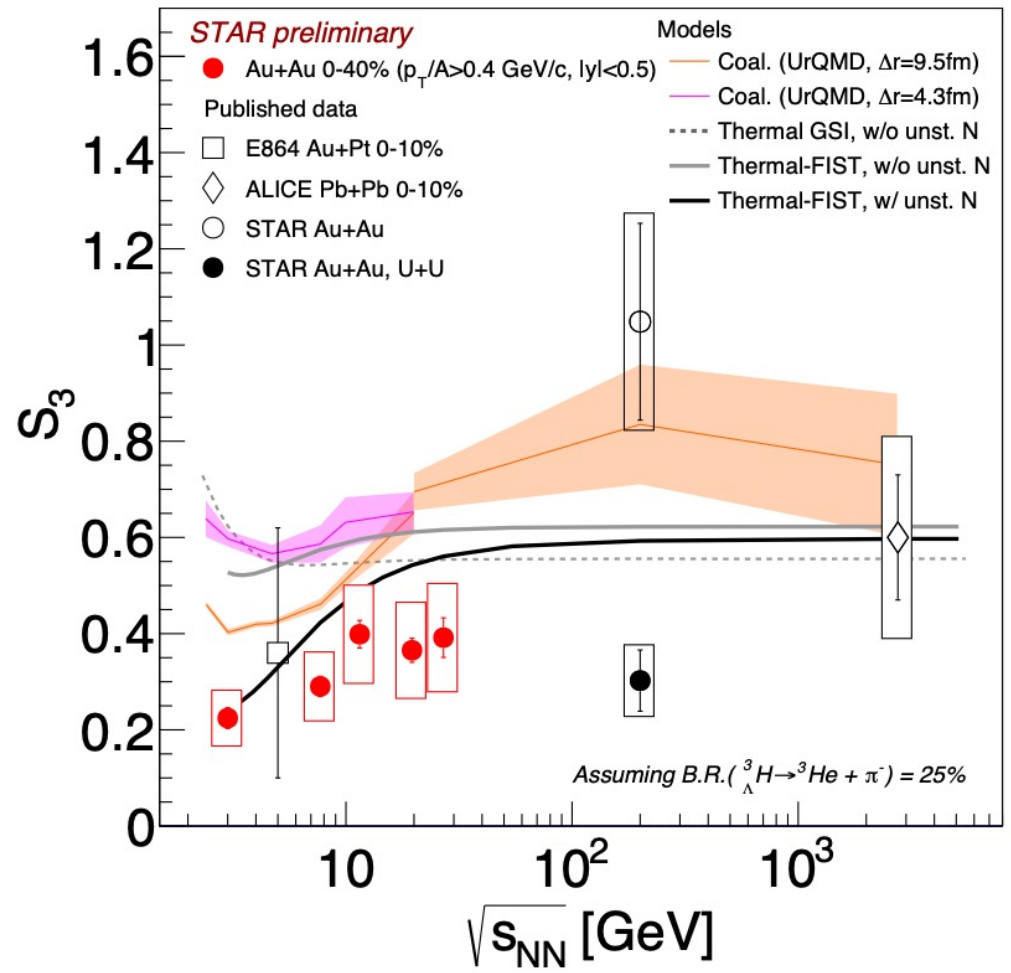 STAR preliminary
Au+Au 0-40% (p_T/A>0.4 GeV/c, |y|<0.5)
Published data
E864 Au+Pt 0-10%
ALICE Pb+Pb 0-10%
STAR Au+Au
STAR Au+Au, U+U
Models
Coal. (UrQMD, Δr=9.5fm)
Coal. (UrQMD, Δr=4.3fm)
Thermal GSI, w/o unst. N
Thermal-FIST, w/o unst. N
Thermal-FIST, w/ unst. N
1.6
1.4
1.2
1
0.8
0.6
0.4
0.2
0
S₃
Assuming B.R.(³_ΛH→³He + π⁻) = 25%
10
10²
10³
√s_NN [GeV]